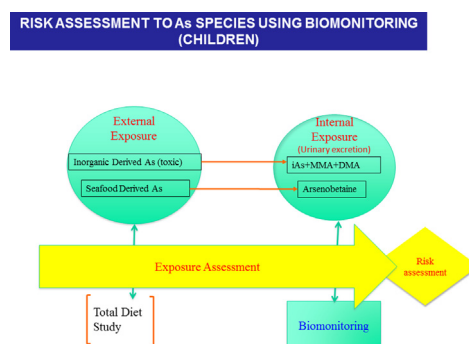 RISK ASSESSMENT TO As SPECIES USING BIOMONITORING
(CHILDREN)
External
Exposure
Inorganic Derived As (toxic)
Seafood Derived As
Internal
Exposure
(Urinary excretion)
iAs+MMA+DMA
Arsenobetaine
Exposure Assessment
Risk
assessment
Total Diet
Study
Biomonitoring